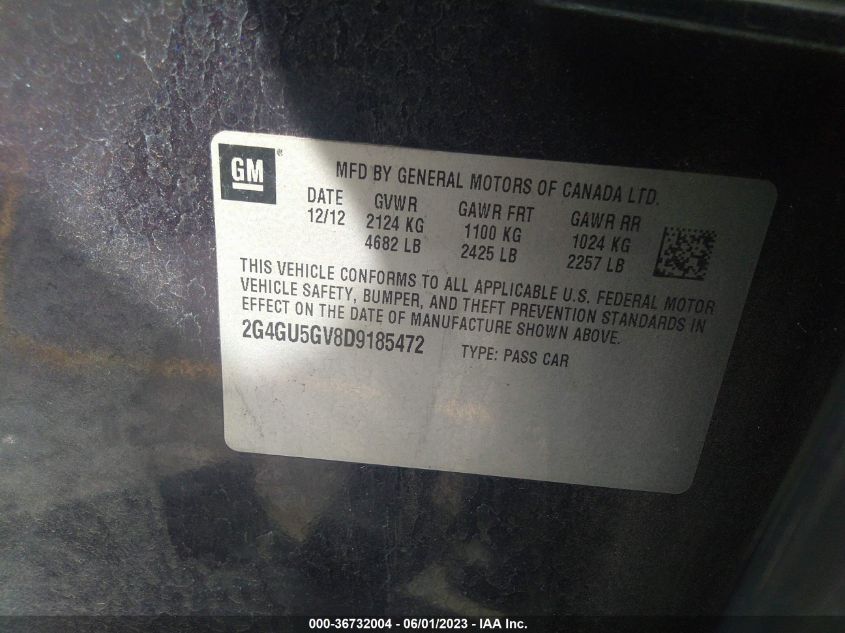 GM®
MFD BY GENERAL MOTORS OF CANADA LTD.
DATE GVWR GAWR FRT GAWR RR
12/12 2124 KG 1100 KG 1024 KG
4682 LB 2425 LB 2257 LB
THIS VEHICLE CONFORMS TO ALL APPLICABLE U.S. FEDERAL MOTOR
VEHICLE SAFETY, BUMPER, AND THEFT PREVENTION STANDARDS IN
EFFECT ON THE DATE OF MANUFACTURE SHOWN ABOVE.
2G4GU5GV8D9185472 TYPE: PASS CAR
000-36732004 - 06/01/2023 - IAA Inc.